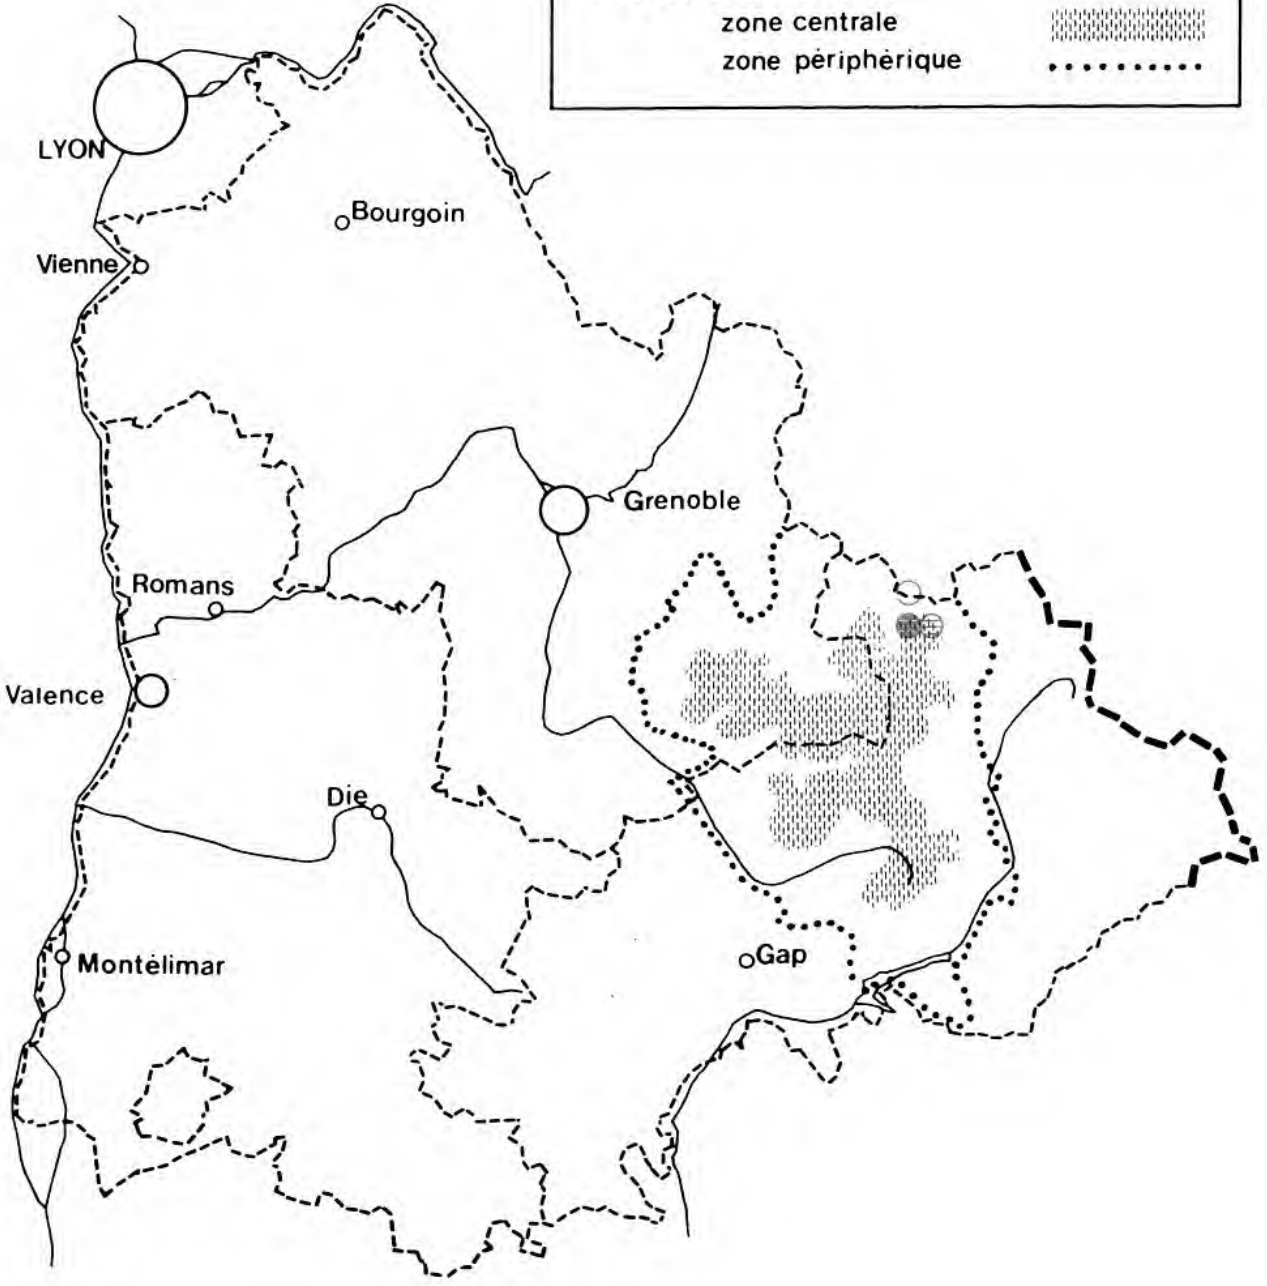 zone centrale
zone périphérique
LYON
Bourgoin
Vienne
Grenoble
Romans
Valence
Die
Gap
Montélimar